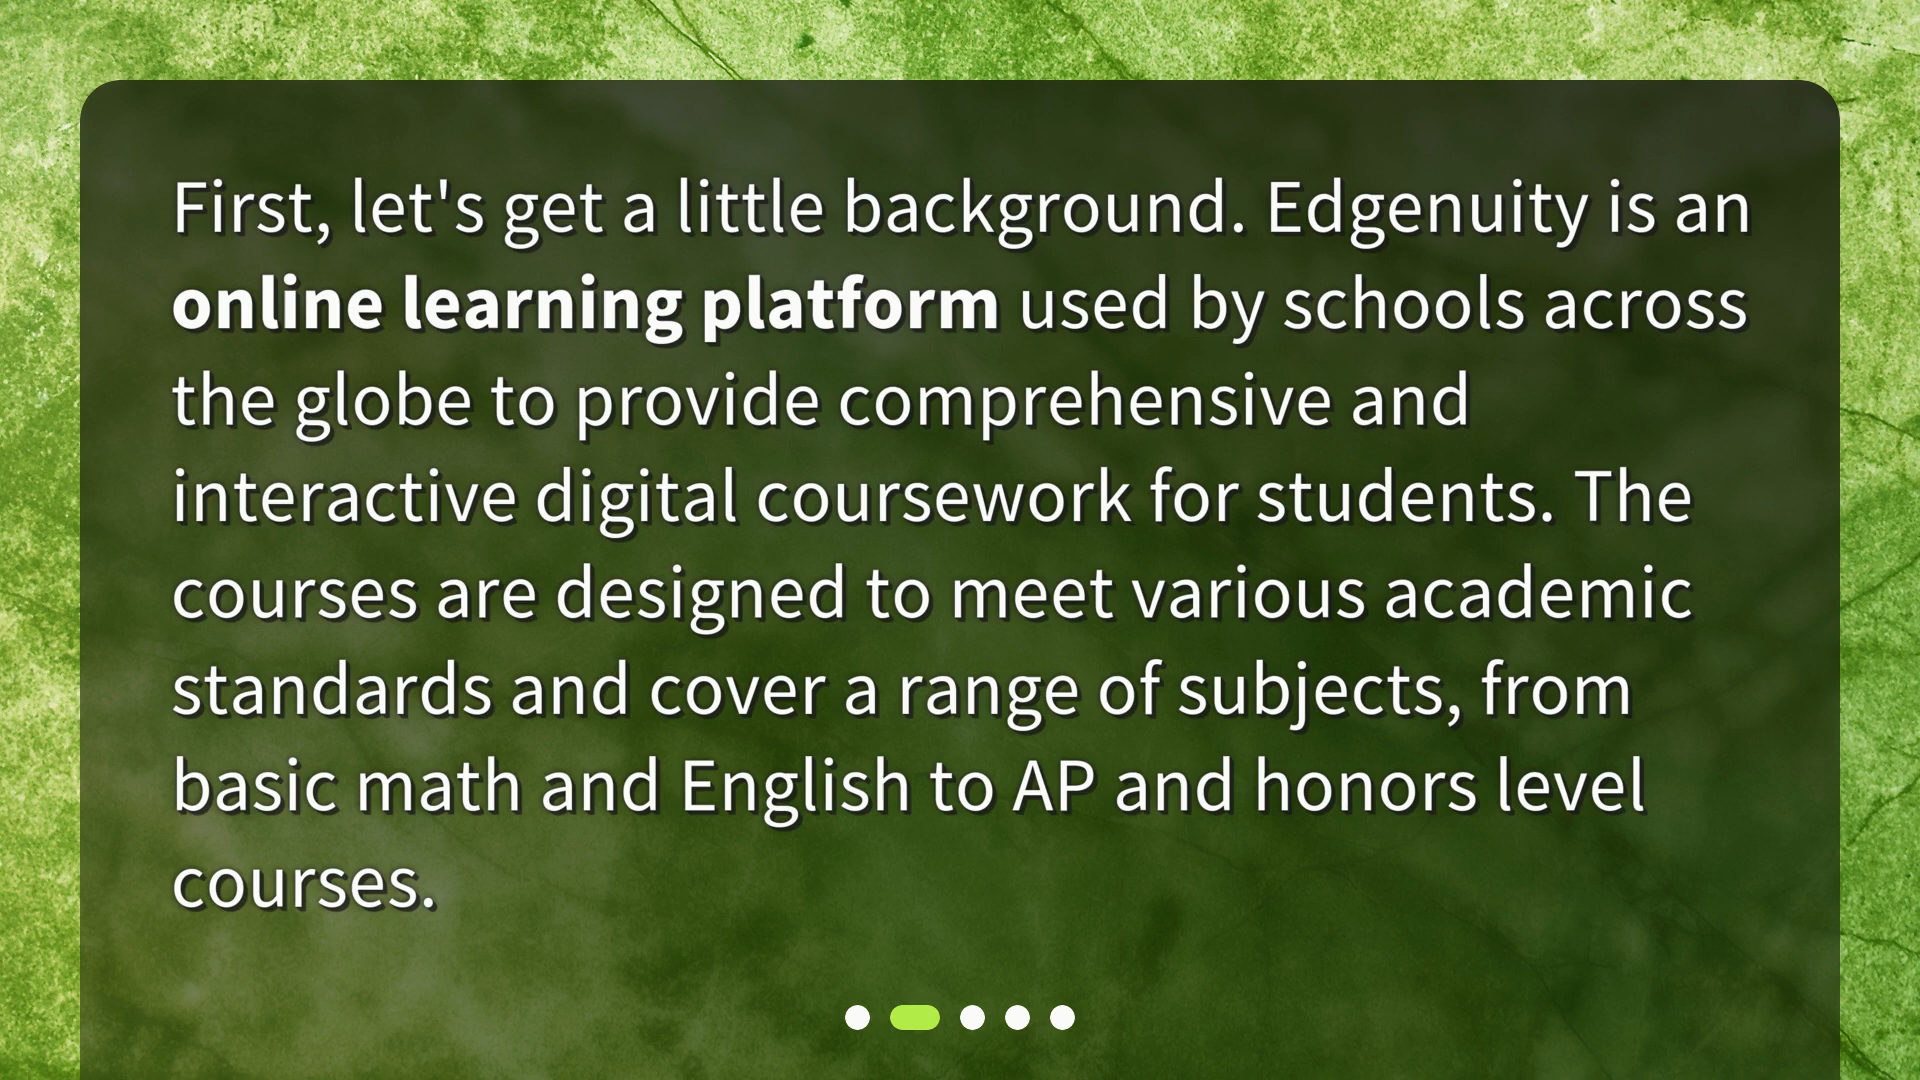 First, let's get a little background. Edgenuity is an
online learning platform used by schools across
the globe to provide comprehensive and
interactive digital coursework for students. The
courses are designed to meet various academic
standards and cover a range of subjects, from
basic math and English to AP and honors level
courses.